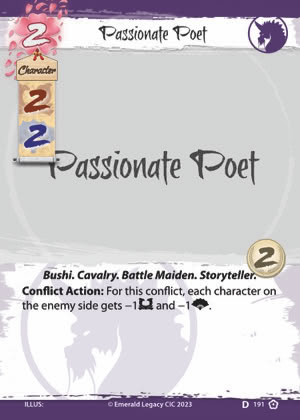 2
Passionate Poet
Character
2
2
Passionate Poet
2
Bushi. Cavalry. Battle Maiden. Storyteller.
Conflict Action: For this conflict, each character on
the enemy side gets −1 and −1.
ILLUS:
© Emerald Legacy CIC 2023
D 191